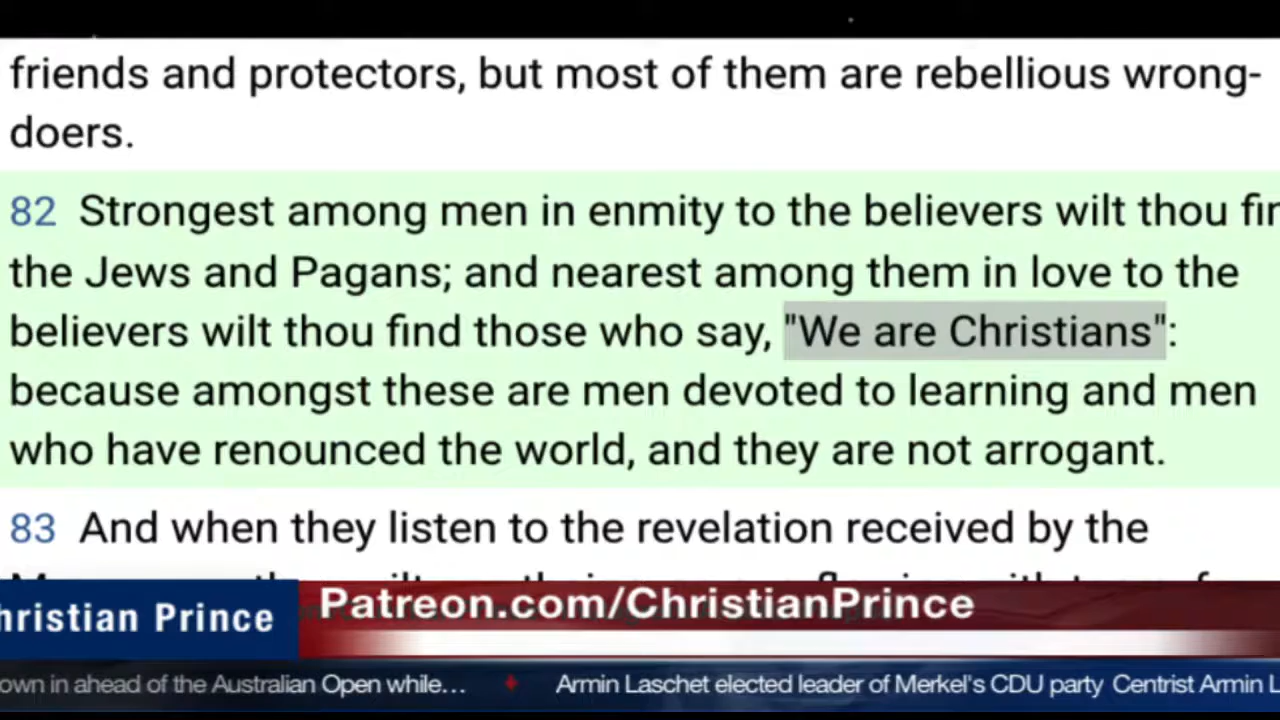 friends and protectors, but most of them are rebellious wrong-
doers.
82 Strongest among men in enmity to the believers wilt thou
the Jews and Pagans; and nearest among them in love to the
believers wilt thou find those who say, "We are Christians":
because amongst these are men devoted to learning and men
who have renounced the world, and they are not arrogant.
83 And when they listen to the revelation received by the
hristian Prince
Patreon.com/ChristianPrince
own in ahead of the Australian Open while... Armin Laschet elected leader of Merkel's CDU party Centrist Armin L